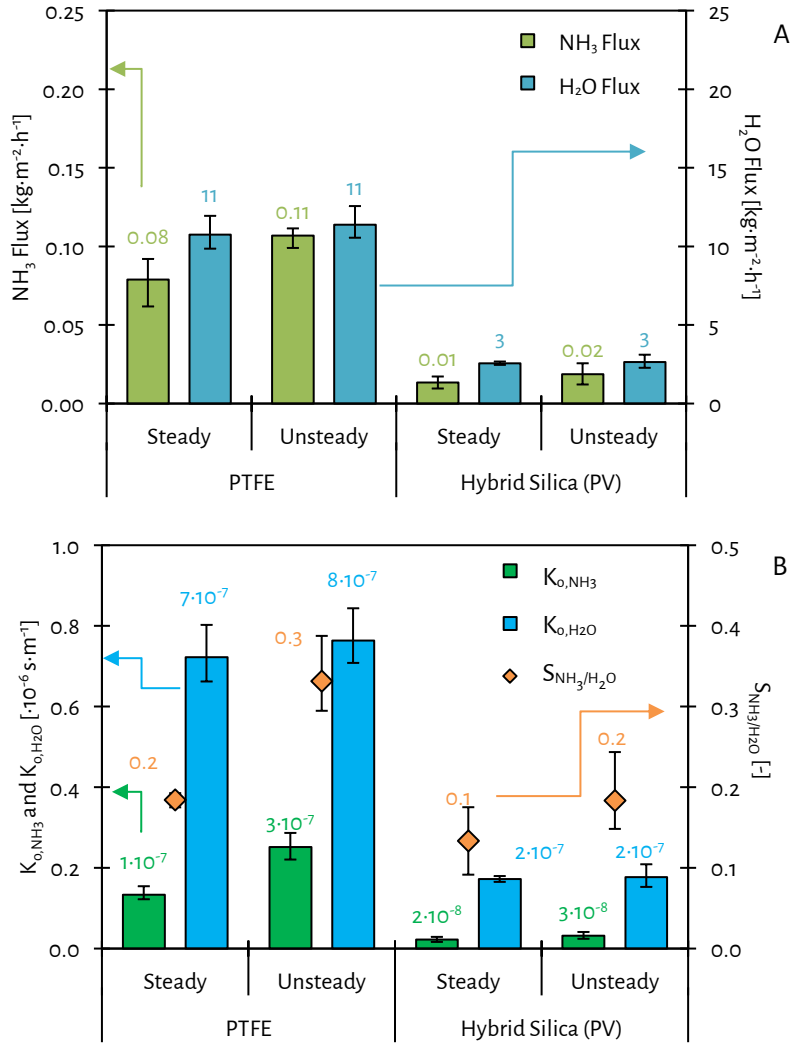 A
NH₃ Flux
H₂O Flux
NH₃ Flux [kg·m⁻²·h⁻¹]
H₂O Flux [kg·m⁻²·h⁻¹]
0.25
0.20
0.15
0.10
0.05
0.00
25
20
15
10
5
0
0.08
11
0.11
11
0.01
3
0.02
3
Steady
Unsteady
Steady
Unsteady
PTFE
Hybrid Silica (PV)
B
K₀,NH₃
K₀,H₂O
S NH₃/H₂O
K₀,NH₃ and K₀,H₂O [·10⁻⁶ s·m⁻¹]
S NH₃/H₂O [-]
1.0
0.8
0.6
0.4
0.2
0.0
0.5
0.4
0.3
0.2
0.1
0.0
1·10⁻⁷
0.2
7·10⁻⁷
3·10⁻⁷
0.3
8·10⁻⁷
2·10⁻⁸
0.1
2·10⁻⁷
3·10⁻⁸
0.2
2·10⁻⁷
Steady
Unsteady
Steady
Unsteady
PTFE
Hybrid Silica (PV)